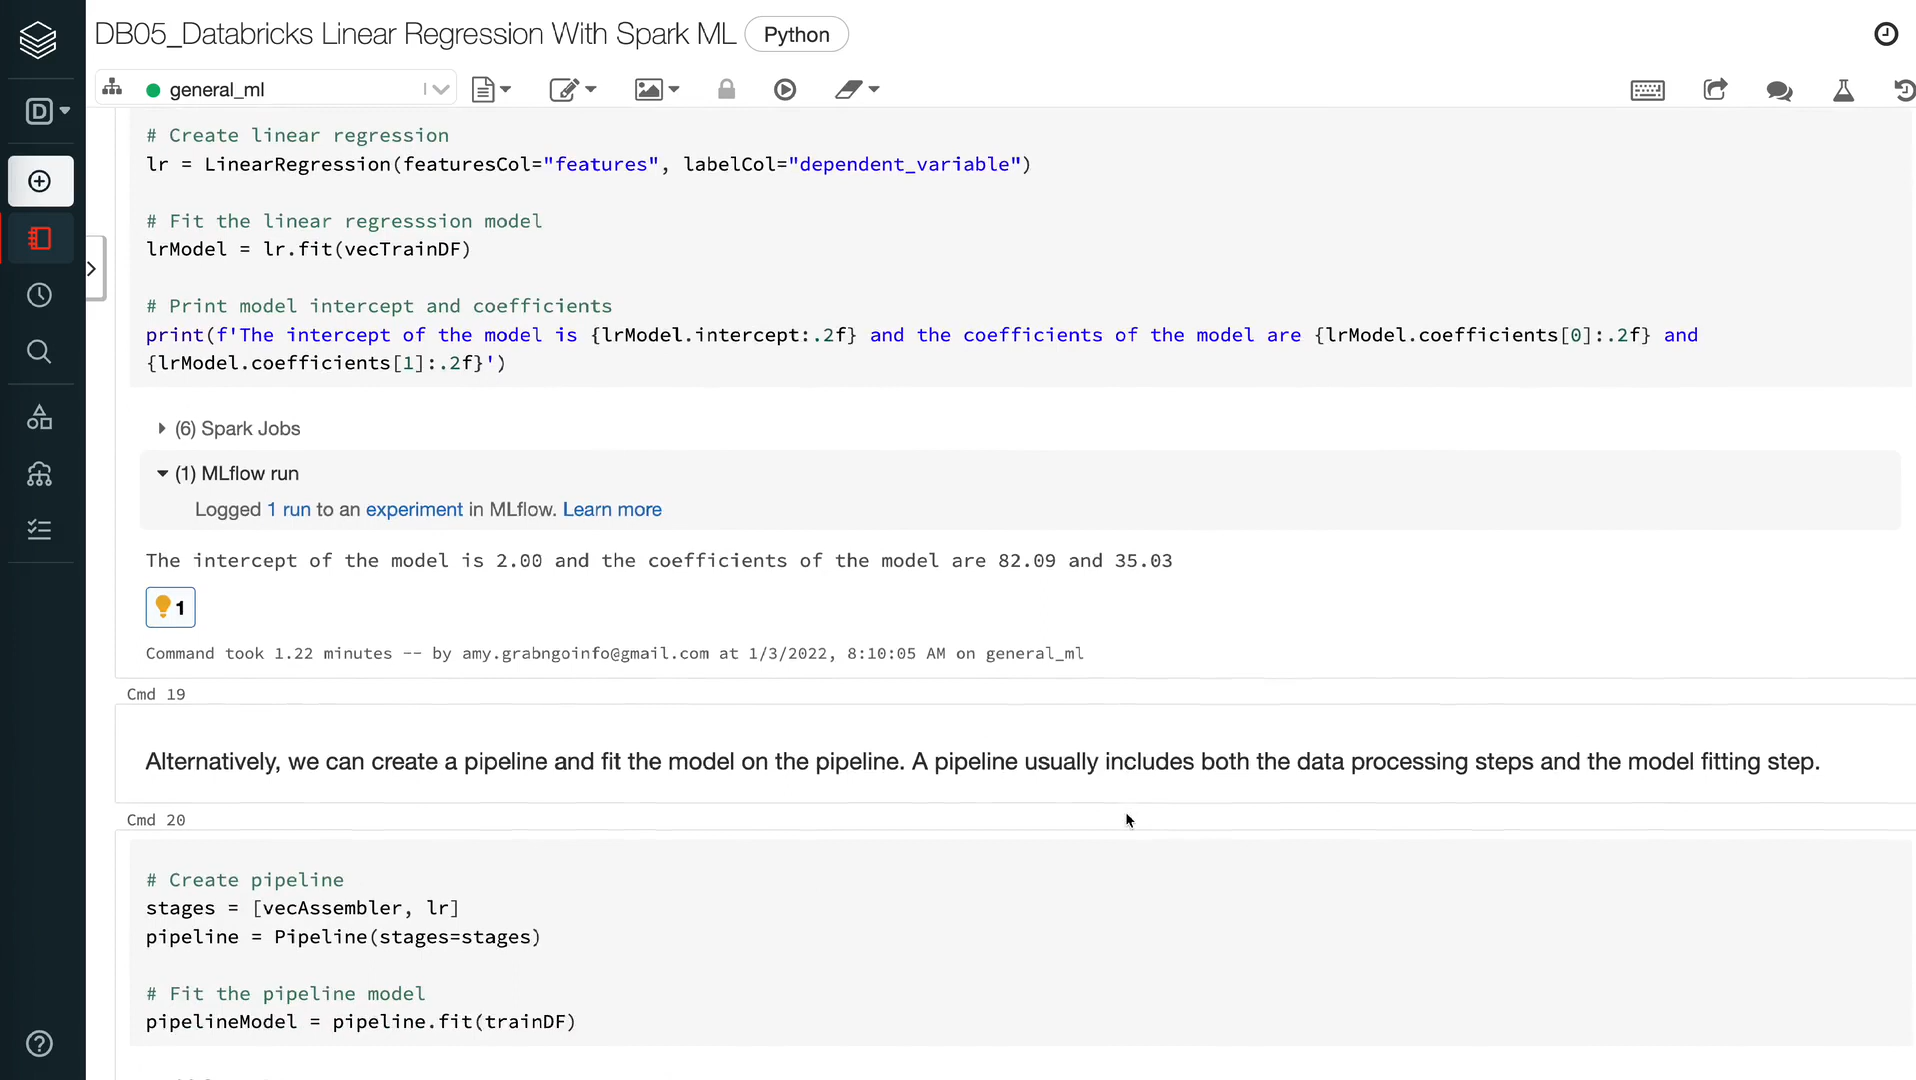 DB05_Databricks Linear Regression With Spark ML Python
D
general_ml
# Create linear regression
lr = LinearRegression(featuresCol="features", labelCol="dependent_variable")
# Fit the linear regresssion model
lrModel = lr.fit(vecTrainDF)
# Print model intercept and coefficients
print(f'The intercept of the model is {lrModel.intercept:.2f} and the coefficients of the model are {lrModel.coefficients[0]:.2f} and
{lrModel.coefficients[1]:.2f}')
(6) Spark Jobs
(1) MLflow run
Logged 1 run to an experiment in MLflow. Learn more
The intercept of the model is 2.00 and the coefficients of the model are 82.09 and 35.03
1
Command took 1.22 minutes -- by amy.grabngoinfo@gmail.com at 1/3/2022, 8:10:05 AM on general_ml
Cmd 19
Alternatively, we can create a pipeline and fit the model on the pipeline. A pipeline usually includes both the data processing steps and the model fitting step.
Cmd 20
# Create pipeline
stages = [vecAssembler, lr]
pipeline = Pipeline(stages=stages)
# Fit the pipeline model
pipelineModel = pipeline.fit(trainDF)